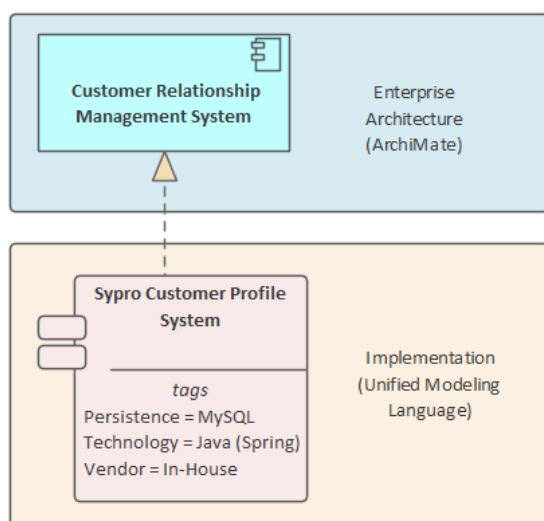 Customer Relationship
Management System
Enterprise
Architecture
(ArchiMate)
Sypro Customer Profile
System
tags
Persistence = MySQL
Technology = Java (Spring)
Vendor = In-House
Implementation
(Unified Modeling
Language)